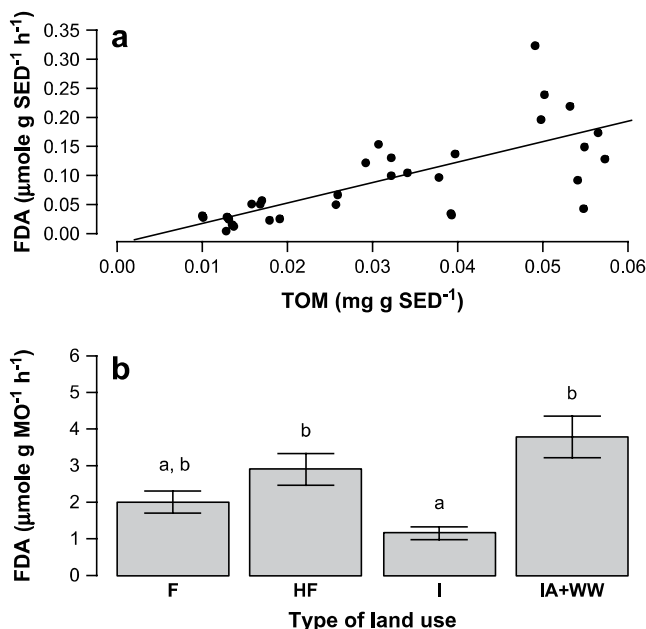 a
FDA (µmole g SED⁻¹ h⁻¹)
0.35
0.30
0.25
0.20
0.15
0.10
0.05
0.00
0.00 0.01 0.02 0.03 0.04 0.05 0.06
TOM (mg g SED⁻¹)
b
FDA (µmole g MO⁻¹ h⁻¹)
6
5
4
3
2
1
0
a, b
b
a
b
F HF I IA+WW
Type of land use